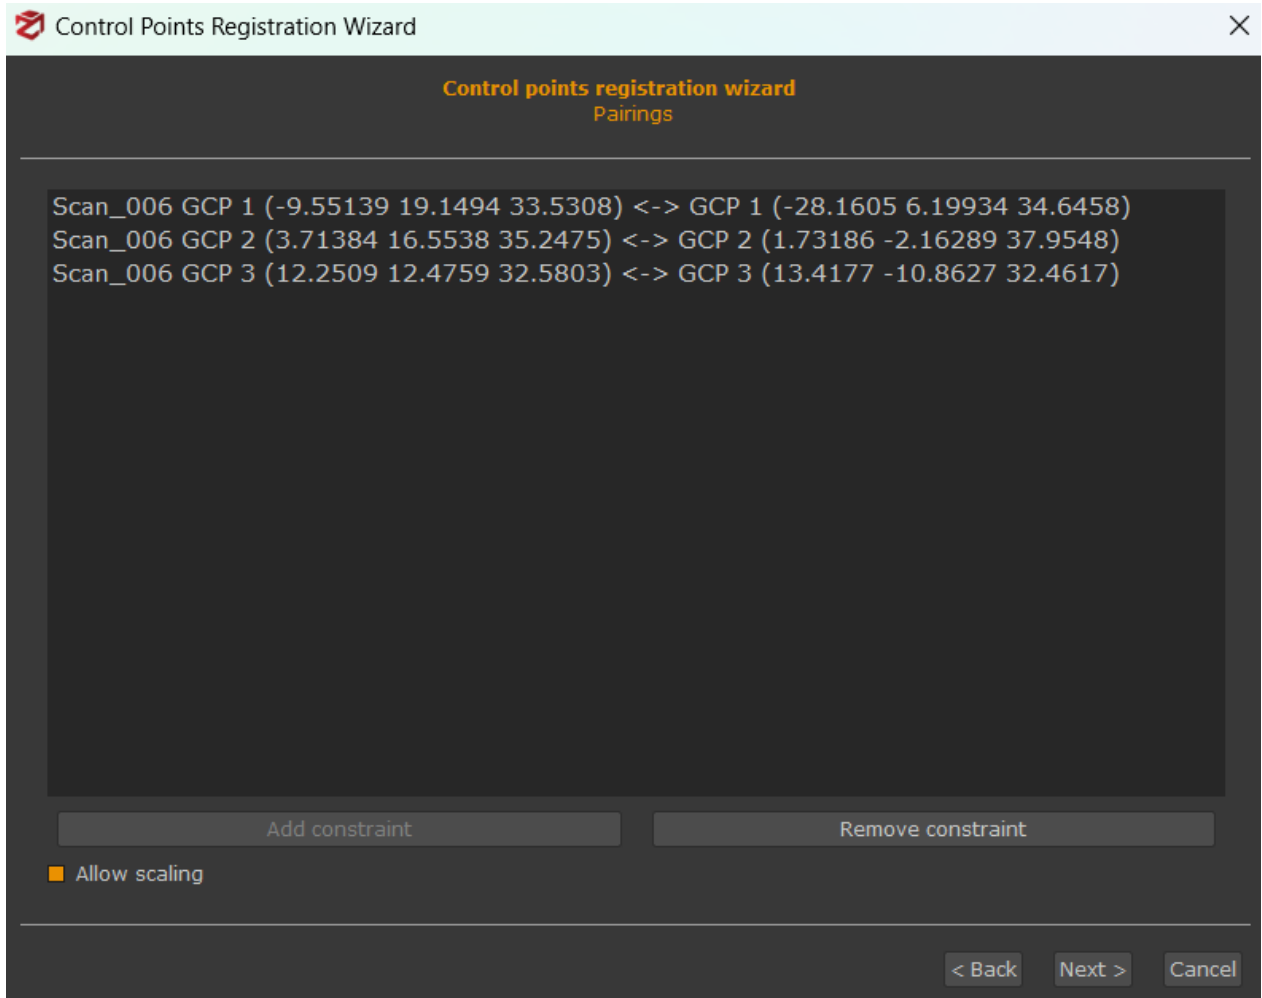 Control Points Registration Wizard
Control points registration wizard
Pairings
Scan_006 GCP 1 (-9.55139 19.1494 33.5308) <-> GCP 1 (-28.1605 6.19934 34.6458)
Scan_006 GCP 2 (3.71384 16.5538 35.2475) <-> GCP 2 (1.73186 -2.16289 37.9548)
Scan_006 GCP 3 (12.2509 12.4759 32.5803) <-> GCP 3 (13.4177 -10.8627 32.4617)
Add constraint
Remove constraint
Allow scaling
< Back
Next >
Cancel